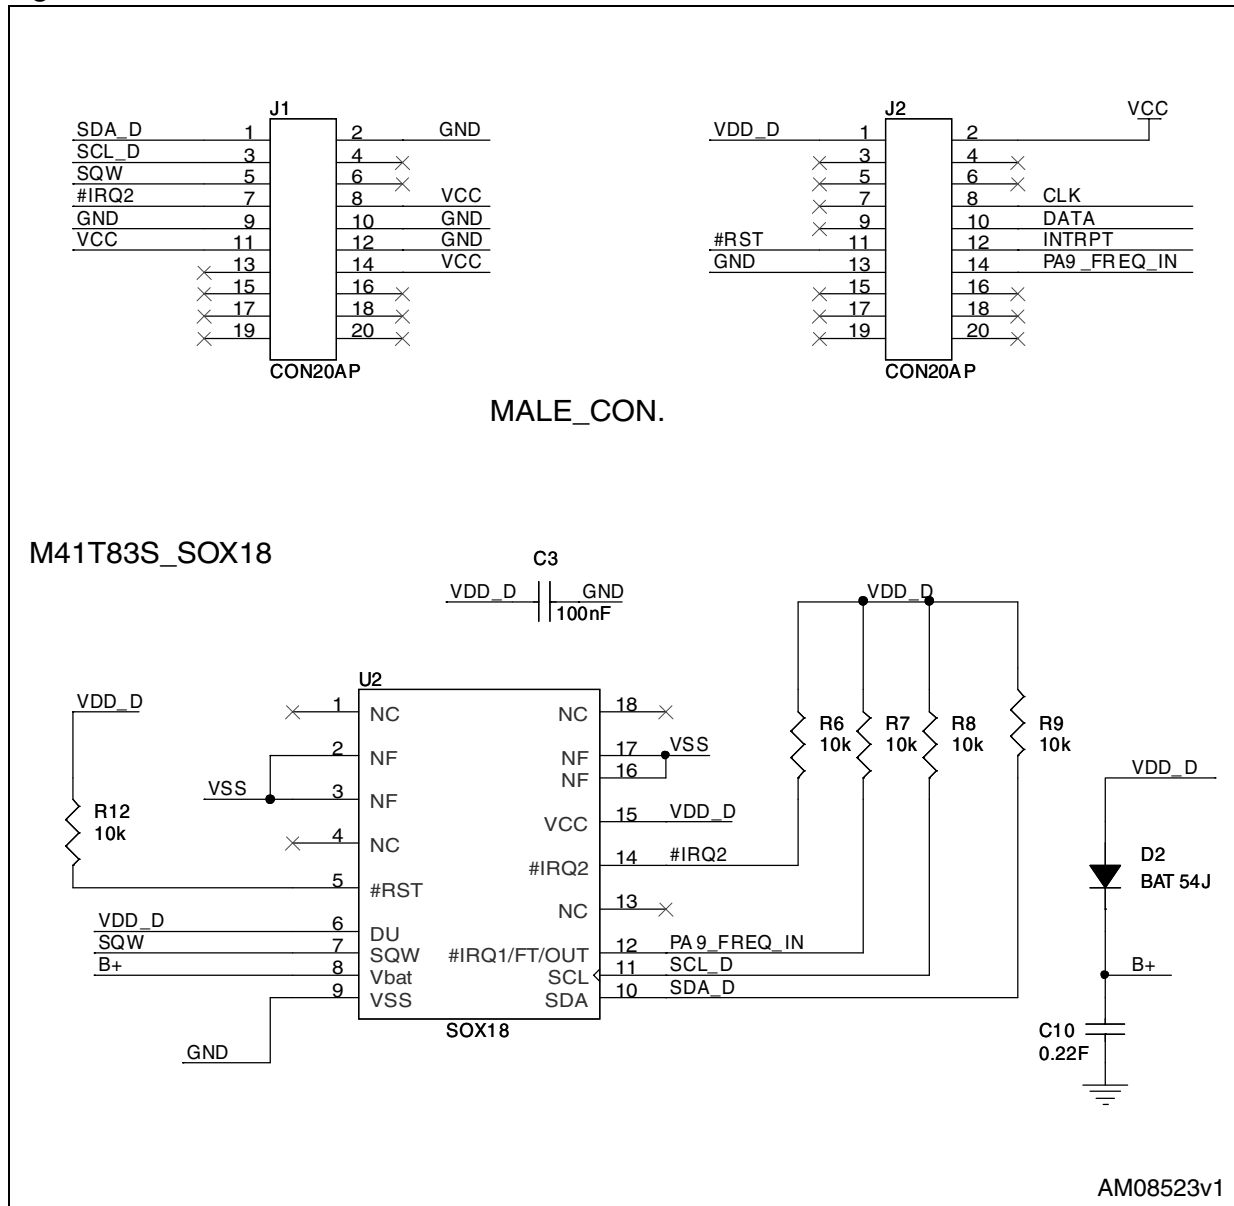 J1
SDA_D 1 2 GND
SCL_D 3 4
SQW 5 6
#IRQ2 7 8 VCC
GND 9 10 GND
VCC 11 12 GND
13 14 VCC
15 16
17 18
19 20
CON20AP
J2 VCC
VDD_D 1 2
3 4
5 6
7 8 CLK
9 10 DATA
#RST 11 12 INTRPT
GND 13 14 PA9_FREQ_IN
15 16
17 18
19 20
CON20AP
MALE_CON.
M41T83S_SOX18
C3
VDD_D GND
100nF
VDD_D
R12
10k
VSS
VDD_D
SQW
B+
GND
U2
1 NC
2 NF
3 NF
4 NC
5 #RST
6 DU
7 SQW
8 Vbat
9 VSS
NC 18
NF 17 VSS
NF 16
VCC 15 VDD_D
#IRQ2 14 #IRQ2
NC 13
#IRQ1/FT/OUT 12 PA9_FREQ_IN
SCL 11 SCL_D
SDA 10 SDA_D
SOX18
VDD_D
R6 R7 R8 R9
10k 10k 10k 10k
VDD_D
D2
BAT 54J
B+
C10
0.22F
AM08523v1